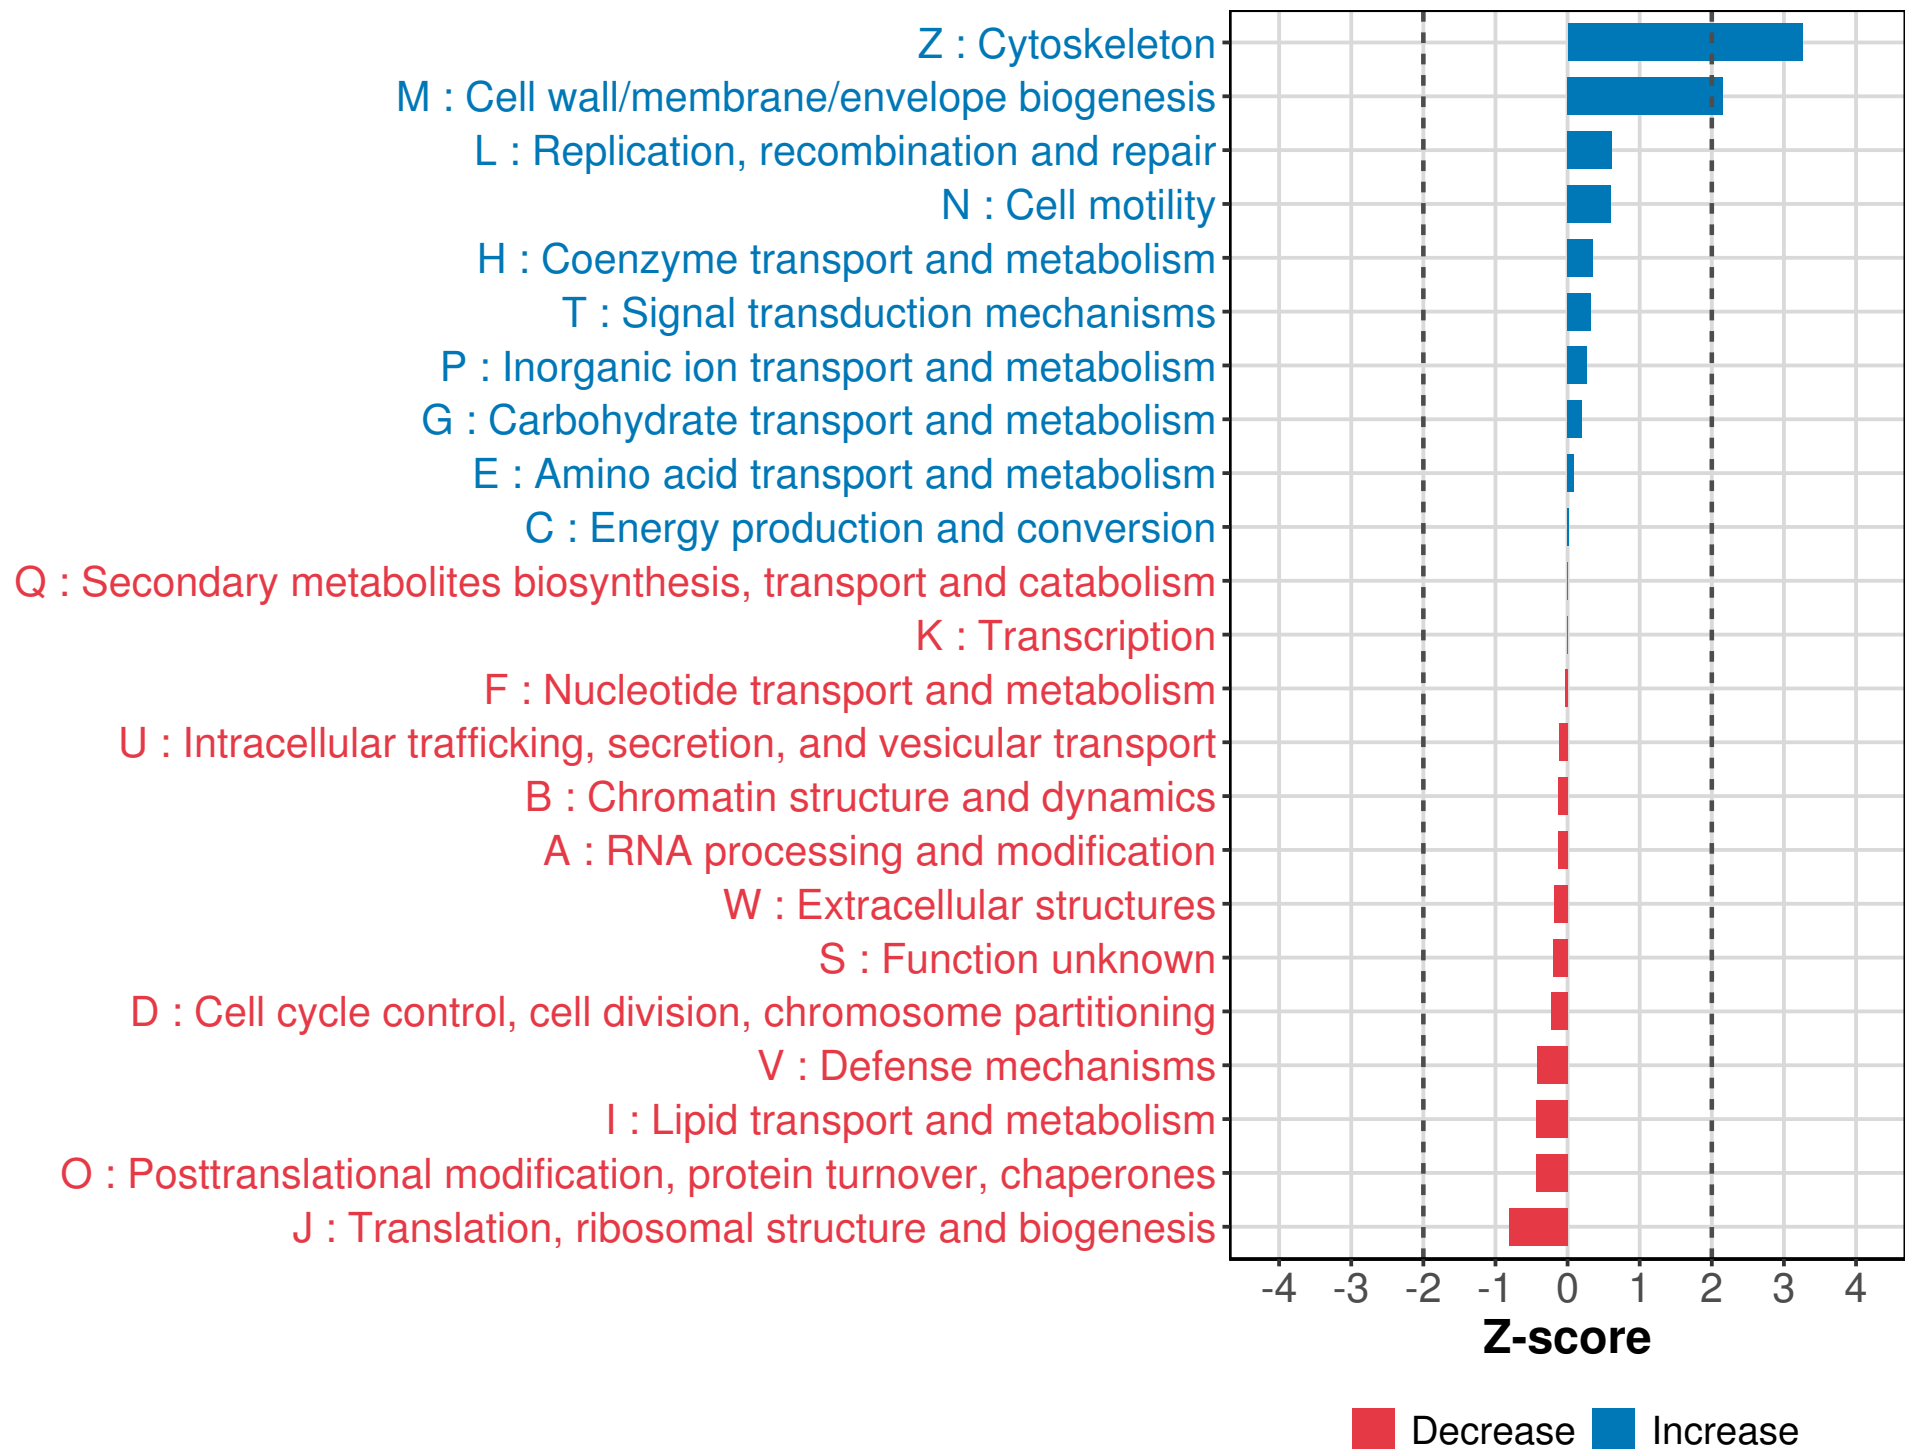 Z : Cytoskeleton
M : Cell wall/membrane/envelope biogenesis
L : Replication, recombination and repair
N : Cell motility
H : Coenzyme transport and metabolism
T : Signal transduction mechanisms
P : Inorganic ion transport and metabolism
G : Carbohydrate transport and metabolism
E : Amino acid transport and metabolism
C : Energy production and conversion
Q : Secondary metabolites biosynthesis, transport and catabolism
K : Transcription
F : Nucleotide transport and metabolism
U : Intracellular trafficking, secretion, and vesicular transport
B : Chromatin structure and dynamics
A : RNA processing and modification
W : Extracellular structures
S : Function unknown
D : Cell cycle control, cell division, chromosome partitioning
V : Defense mechanisms
I : Lipid transport and metabolism
O : Posttranslational modification, protein turnover, chaperones
J : Translation, ribosomal structure and biogenesis
-4 -3 -2 -1 0 1 2 3 4
Z-score
Decrease Increase